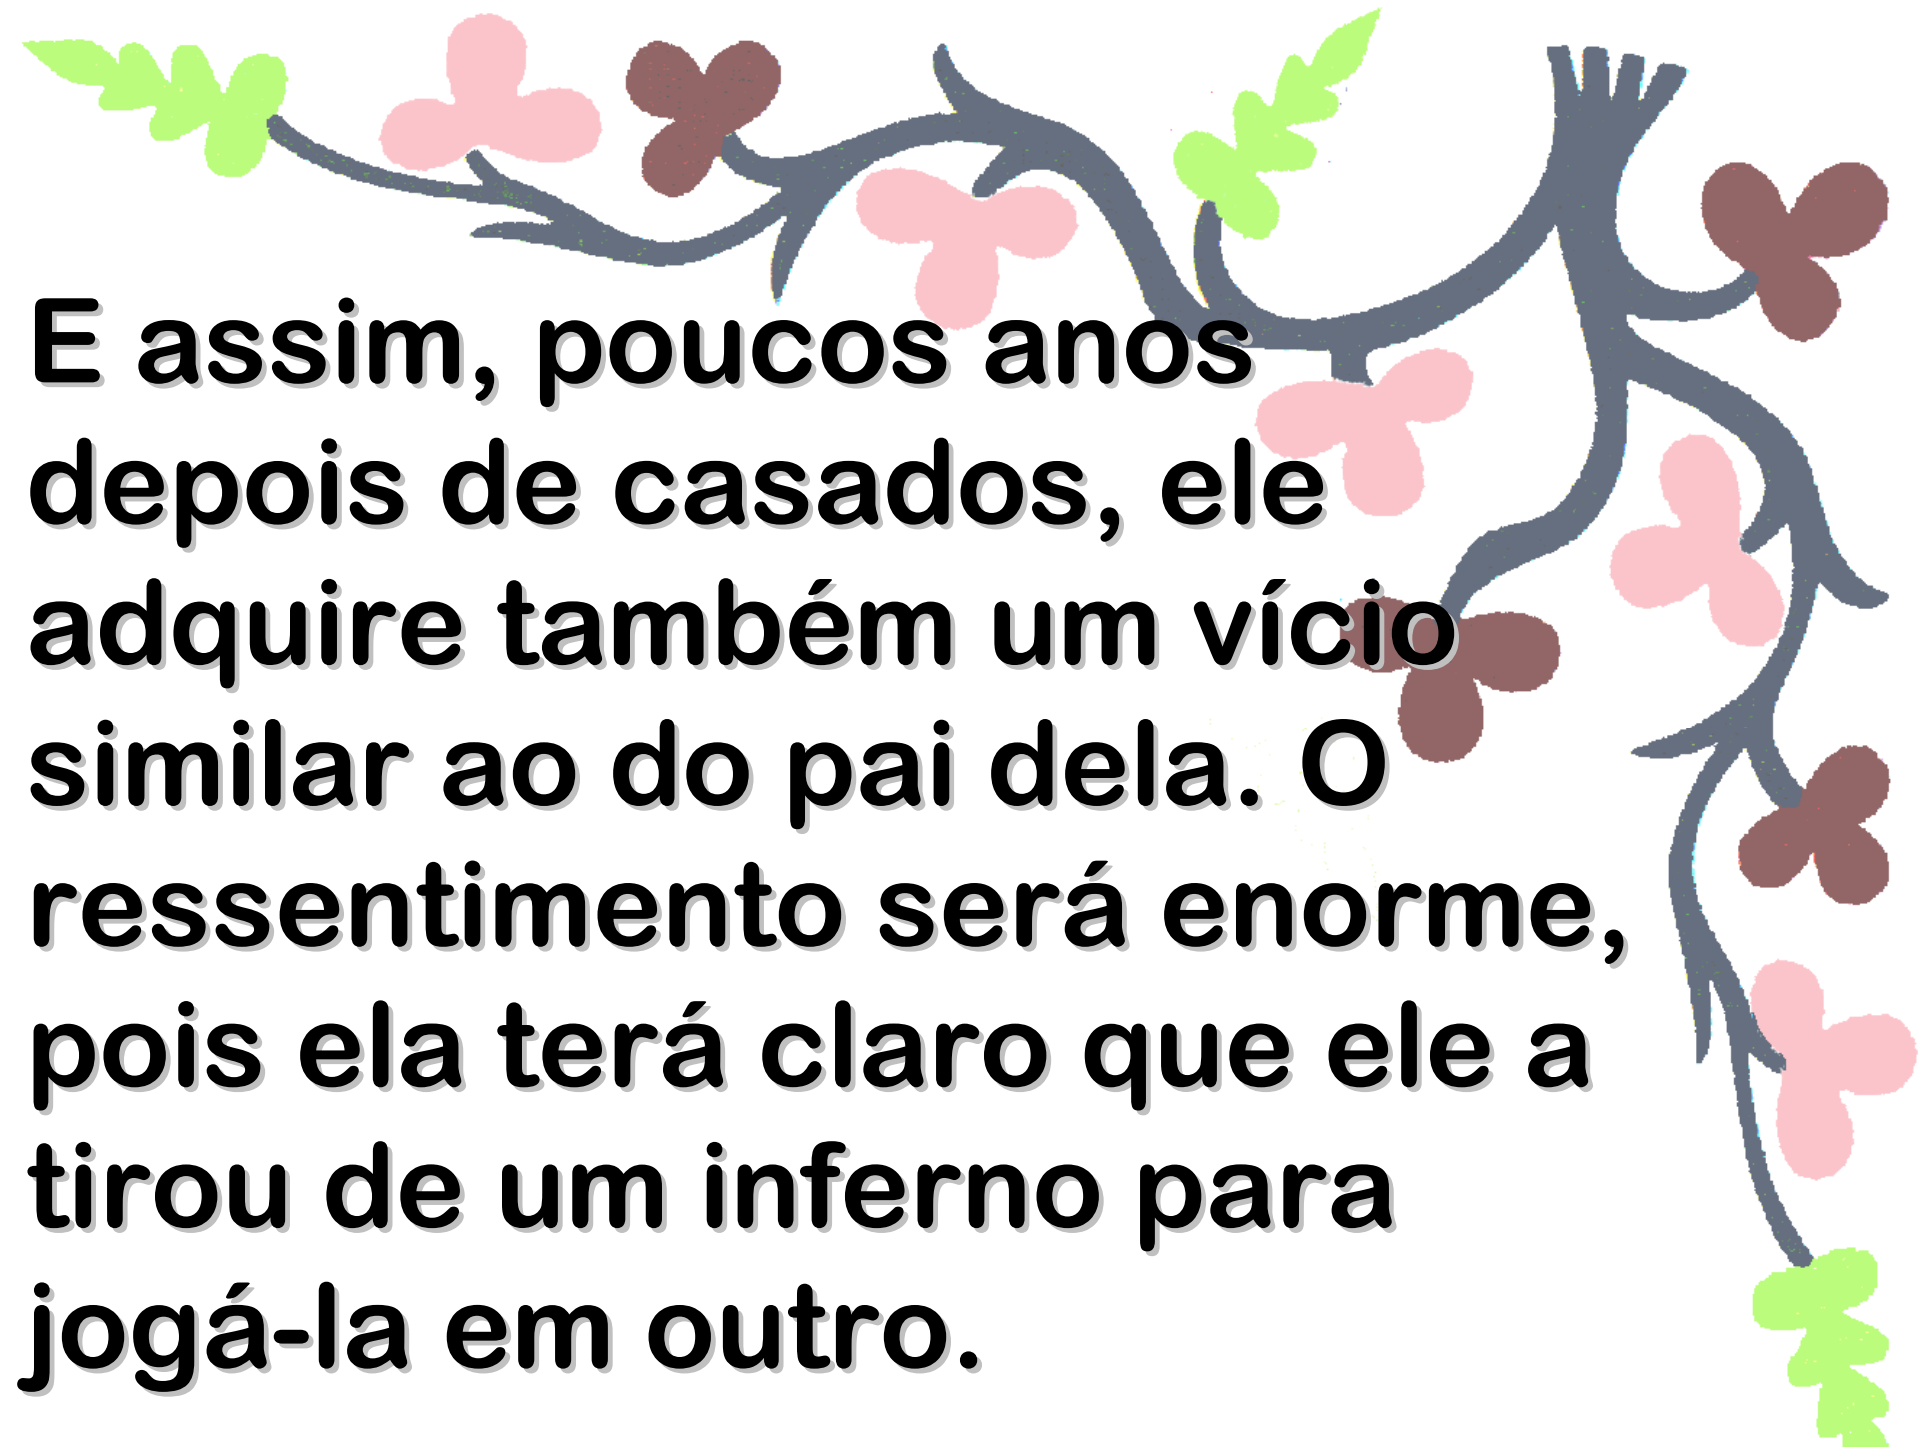 E assim, poucos anos
depois de casados, ele
adquire também um vício
similar ao do pai dela. O
ressentimento será enorme,
pois ela terá claro que ele a
tirou de um inferno para
jogá-la em outro.